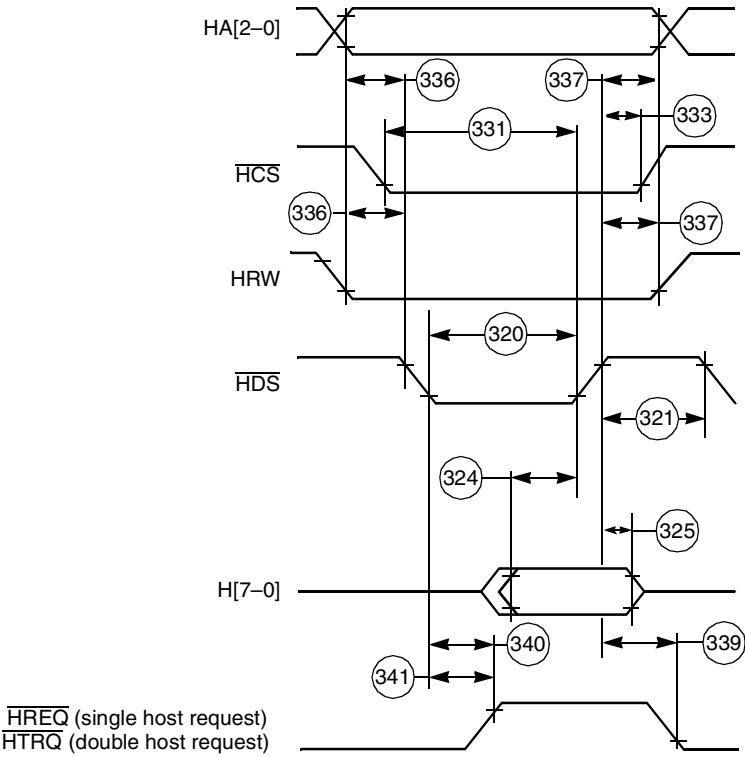 HA[2–0]
336
337
333
331
HCS
336
337
HRW
320
HDS
321
324
325
H[7–0]
340
339
341
HREQ (single host request)
HTRQ (double host request)